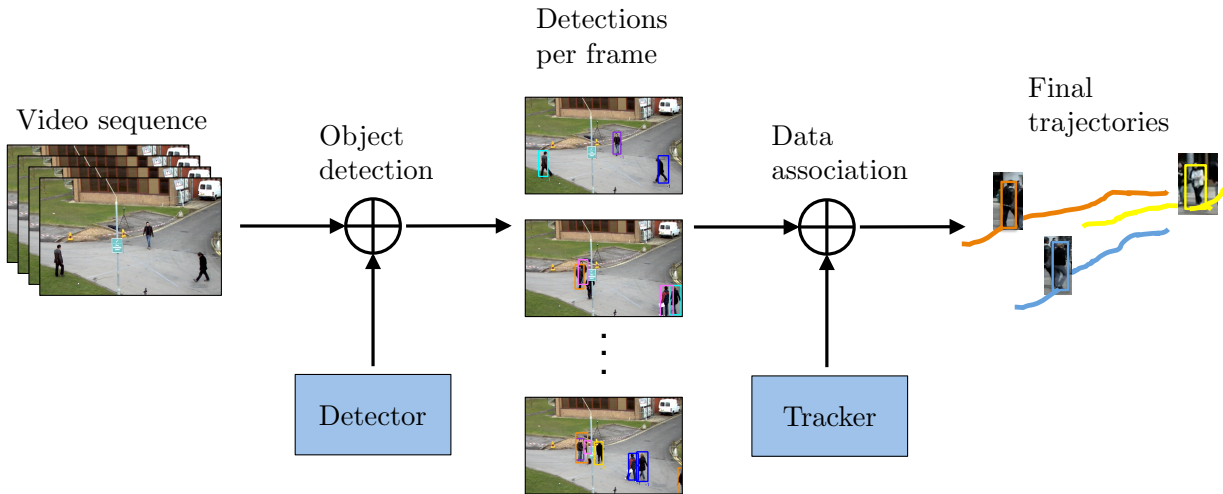 Detections
per frame
Video sequence
Object
detection
Data
association
Final
trajectories
Detector
Tracker